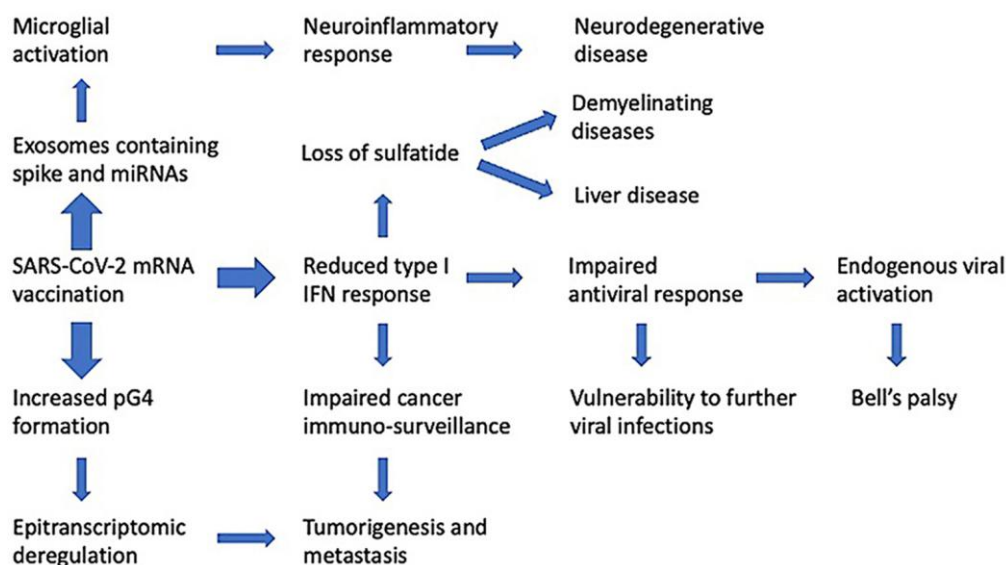 Microglial
activation
Neuroinflammatory
response
Neurodegenerative
disease
Demyelinating
diseases
Exosomes containing
spike and miRNAs
Loss of sulfatide
Liver disease
SARS-CoV-2 mRNA
vaccination
Reduced type I
IFN response
Impaired
antiviral response
Endogenous viral
activation
Increased pG4
formation
Impaired cancer
immuno-surveillance
Vulnerability to further
viral infections
Bell's palsy
Epitranscriptomic
deregulation
Tumorigenesis and
metastasis